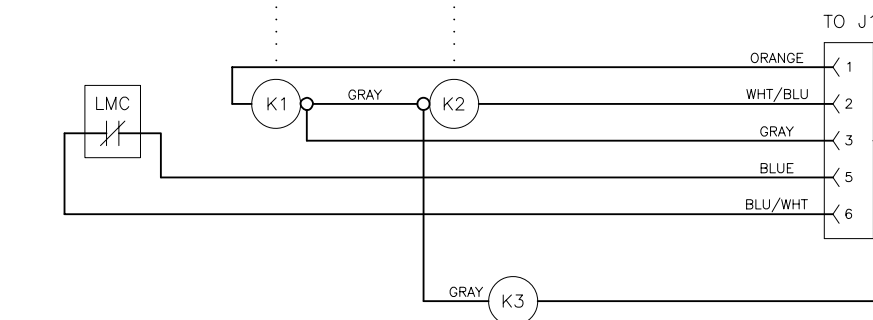 TO J1
ORANGE
1
LMC
K1
GRAY
K2
WHT/BLU
2
GRAY
3
BLUE
5
BLU/WHT
6
GRAY
K3